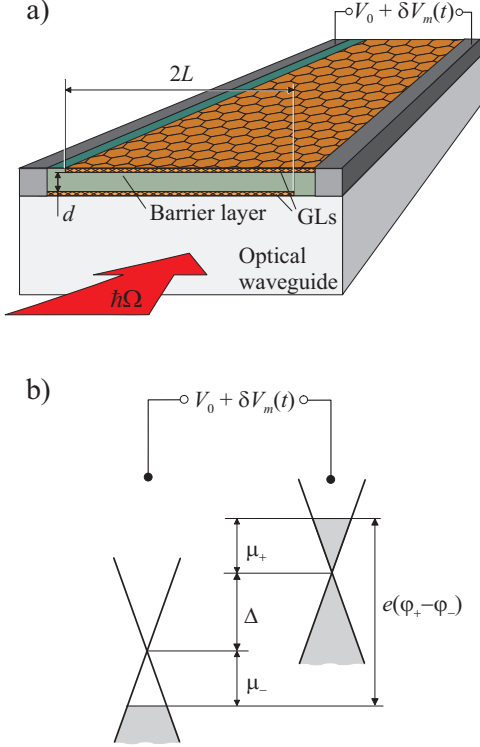 a)
V₀ + δVₘ(t)
2L
d
Barrier layer
GLs
Optical
waveguide
ħΩ
b)
V₀ + δVₘ(t)
μ₊
Δ
e(φ₊−φ₋)
μ₋